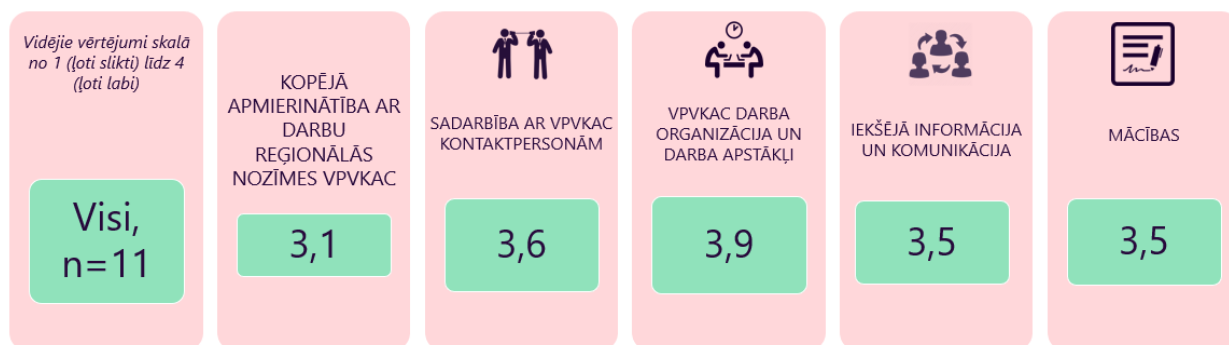 Vidējie vērtējumi skalā
no 1 (ļoti slikti) līdz 4
(ļoti labi)
Visi,
n=11
KOPĒJĀ
APMIERINĀTĪBA AR
DARBU
REĢIONĀLĀS
NOZĪMES VPVKAC
3,1
SADARBĪBA AR VPVKAC
KONTAKTPERSONĀM
3,6
VPVKAC DARBA
ORGANIZĀCIJA UN
DARBA APSTĀKĻI
3,9
IEKŠĒJĀ INFORMĀCIJA
UN KOMUNIKĀCIJA
3,5
MĀCĪBAS
3,5